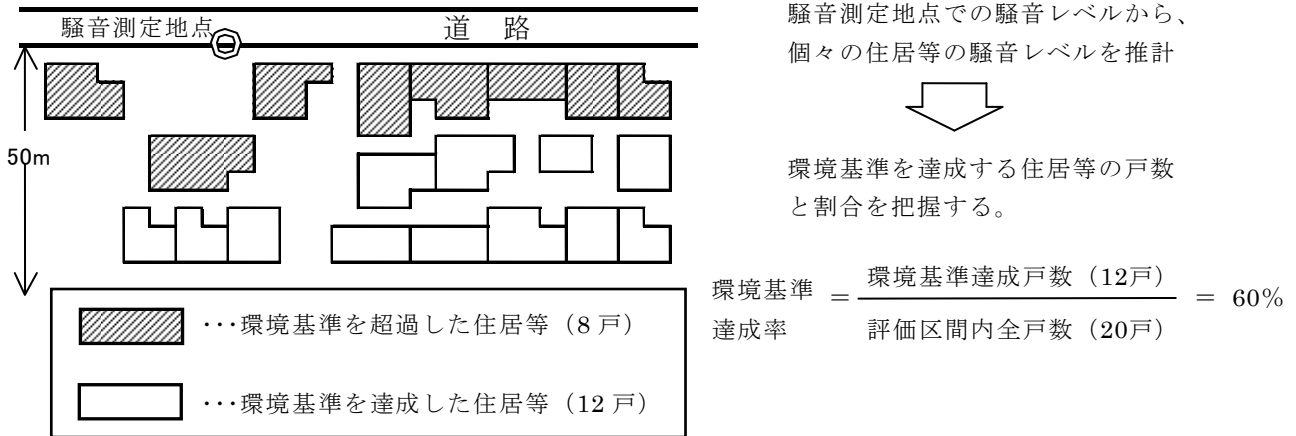 騒音測定地点
道 路
50m
･･･環境基準を超過した住居等（8 戸）
･･･環境基準を達成した住居等（12 戸）
騒音測定地点での騒音レベルから、
個々の住居等の騒音レベルを推計
環境基準を達成する住居等の戸数
と割合を把握する。
環境基準
達成率
＝
環境基準達成戸数（12戸）
評価区間内全戸数（20戸）
＝ 60%